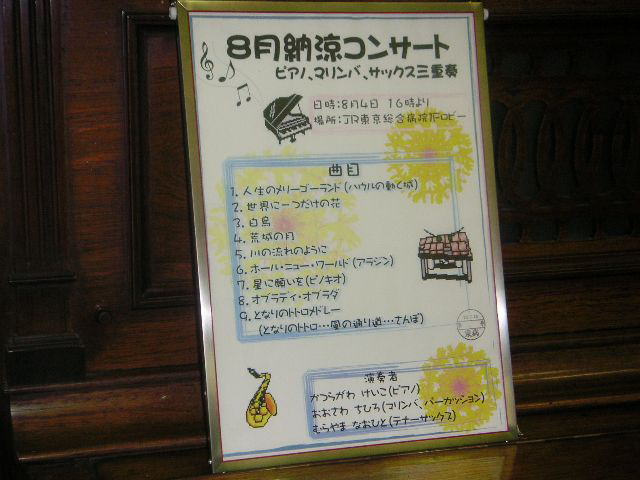 8月納涼コンサート
ピアノ、マリンバ、サックス三重奏
日時:8月4日 16時より
場所:JR東京総合病院1Fロビー
曲目
1. 人生のメリーゴーランド(ハウルの動く城)
2. 世界に一つだけの花
3. 白鳥
4. 荒城の月
5. 川の流れのように
6. ホール・ニュー・ワールド(アラジン)
7. 星に願いを(ピノキオ)
8. オブラディ・オブラダ
9. となりのトトロメドレー
(となりのトトロ…風の通り道…さんぽ)
演奏者
かつらがわ けいこ(ピアノ)
おおさわ ちひろ(マリンバ、パーカッション)
むらやま なおひと(テナーサックス)